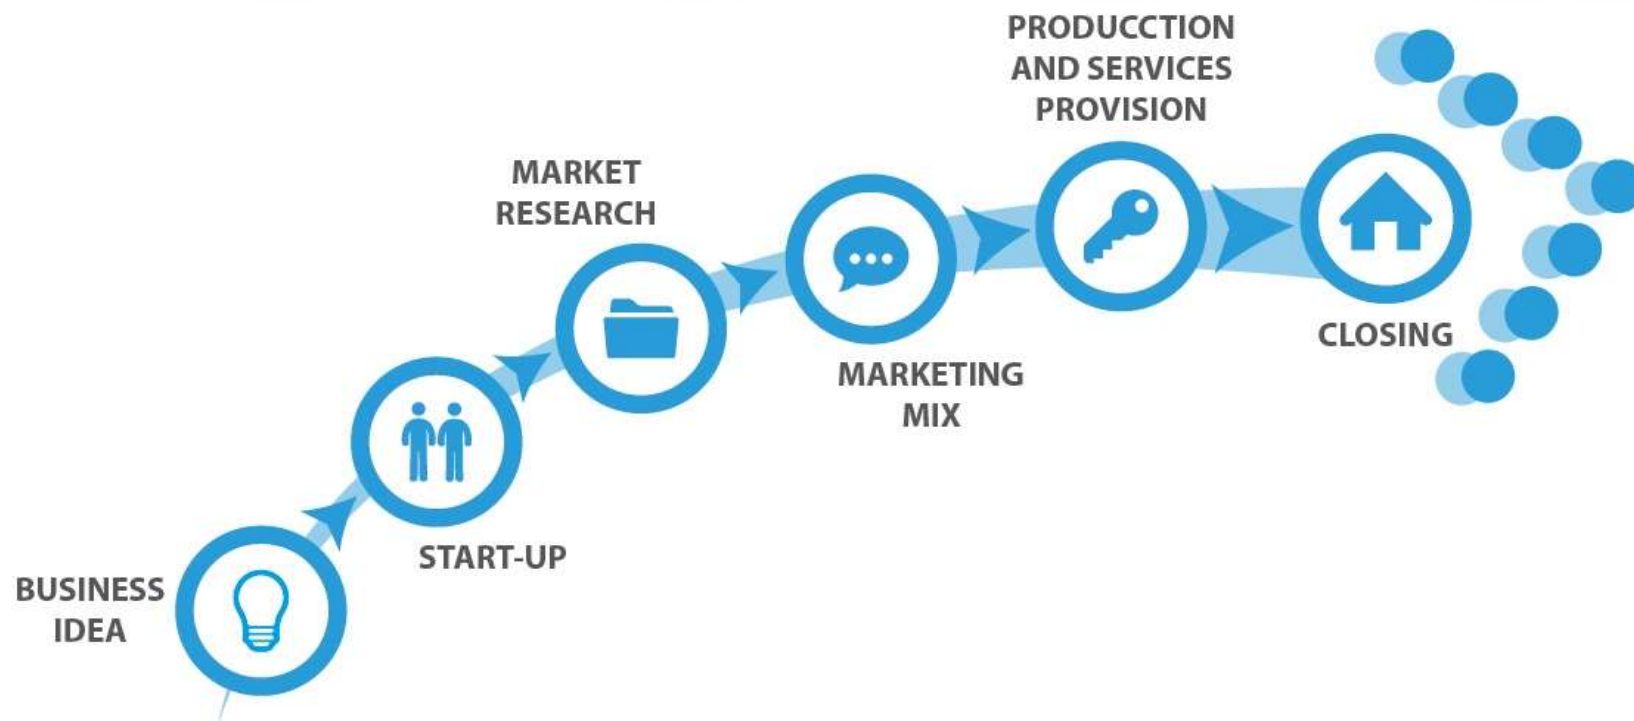 BUSINESS
IDEA
START-UP
MARKET
RESEARCH
MARKETING
MIX
PRODUCCTION
AND SERVICES
PROVISION
CLOSING